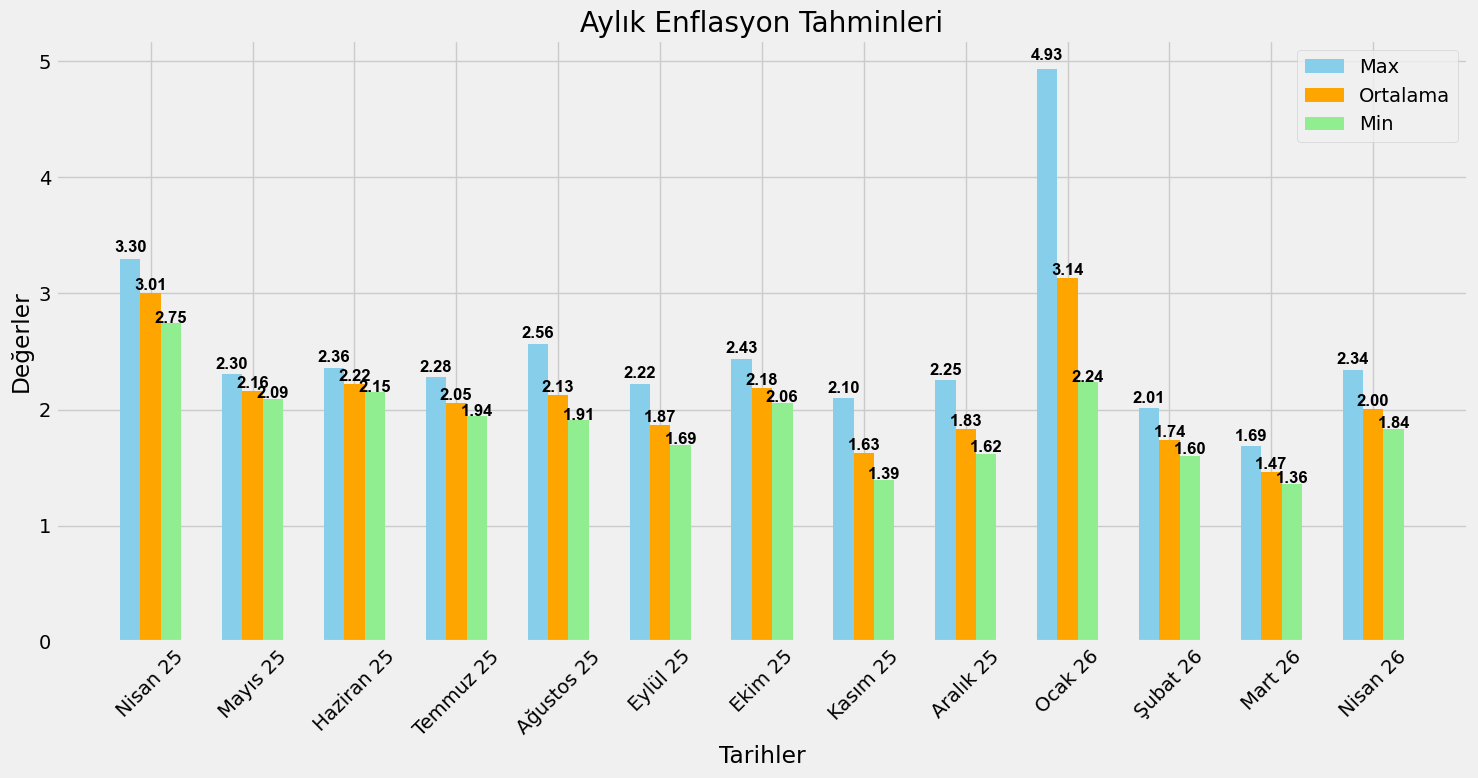 Aylık Enflasyon Tahminleri
Max
Ortalama
Min
Değerler
5
4
3
2
1
0
3.30
3.01
2.75
2.30
2.16
2.09
2.36
2.22
2.15
2.28
2.05
1.94
2.56
2.13
1.91
2.22
1.87
1.69
2.43
2.18
2.06
2.10
1.63
1.39
2.25
1.83
1.62
4.93
3.14
2.24
2.01
1.74
1.60
1.69
1.47
1.36
2.34
2.00
1.84
Nisan 25
Mayıs 25
Haziran 25
Temmuz 25
Ağustos 25
Eylül 25
Ekim 25
Kasım 25
Aralık 25
Ocak 26
Şubat 26
Mart 26
Nisan 26
Tarihler